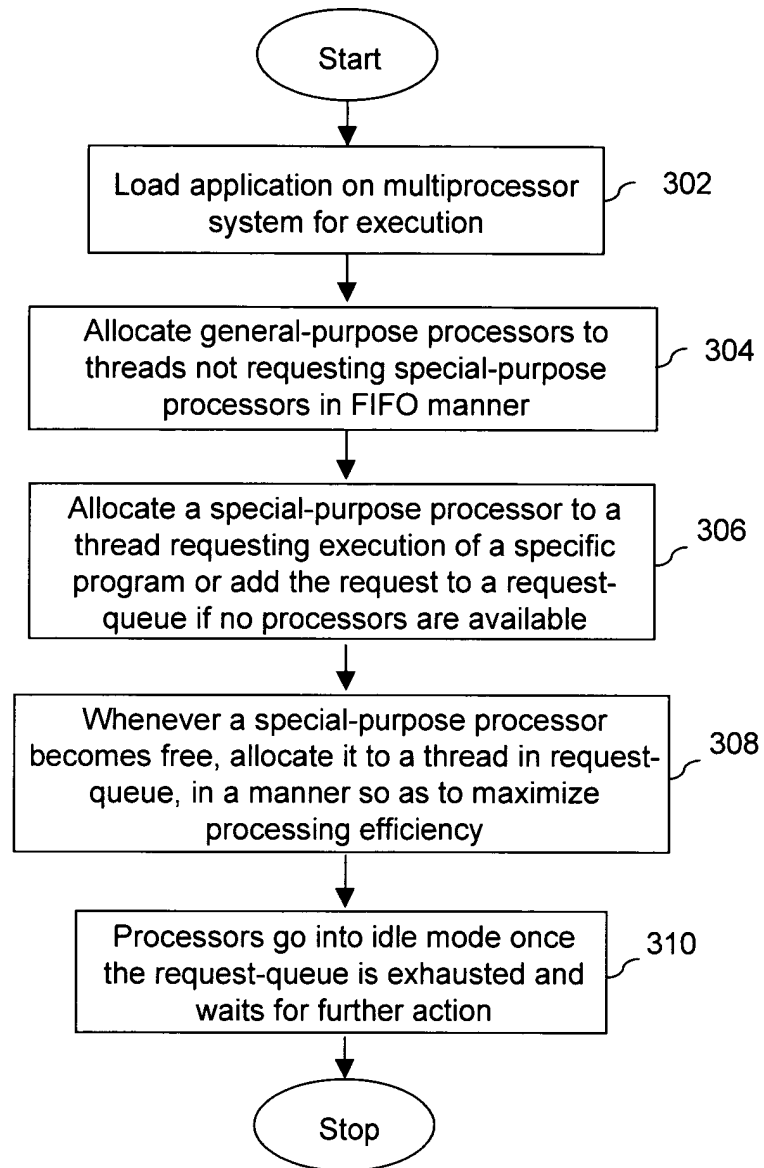 Start
Load application on multiprocessor
system for execution
302
Allocate general-purpose processors to
threads not requesting special-purpose
processors in FIFO manner
304
Allocate a special-purpose processor to a
thread requesting execution of a specific
program or add the request to a request-
queue if no processors are available
306
Whenever a special-purpose processor
becomes free, allocate it to a thread in request-
queue, in a manner so as to maximize
processing efficiency
308
Processors go into idle mode once
the request-queue is exhausted and
waits for further action
310
Stop